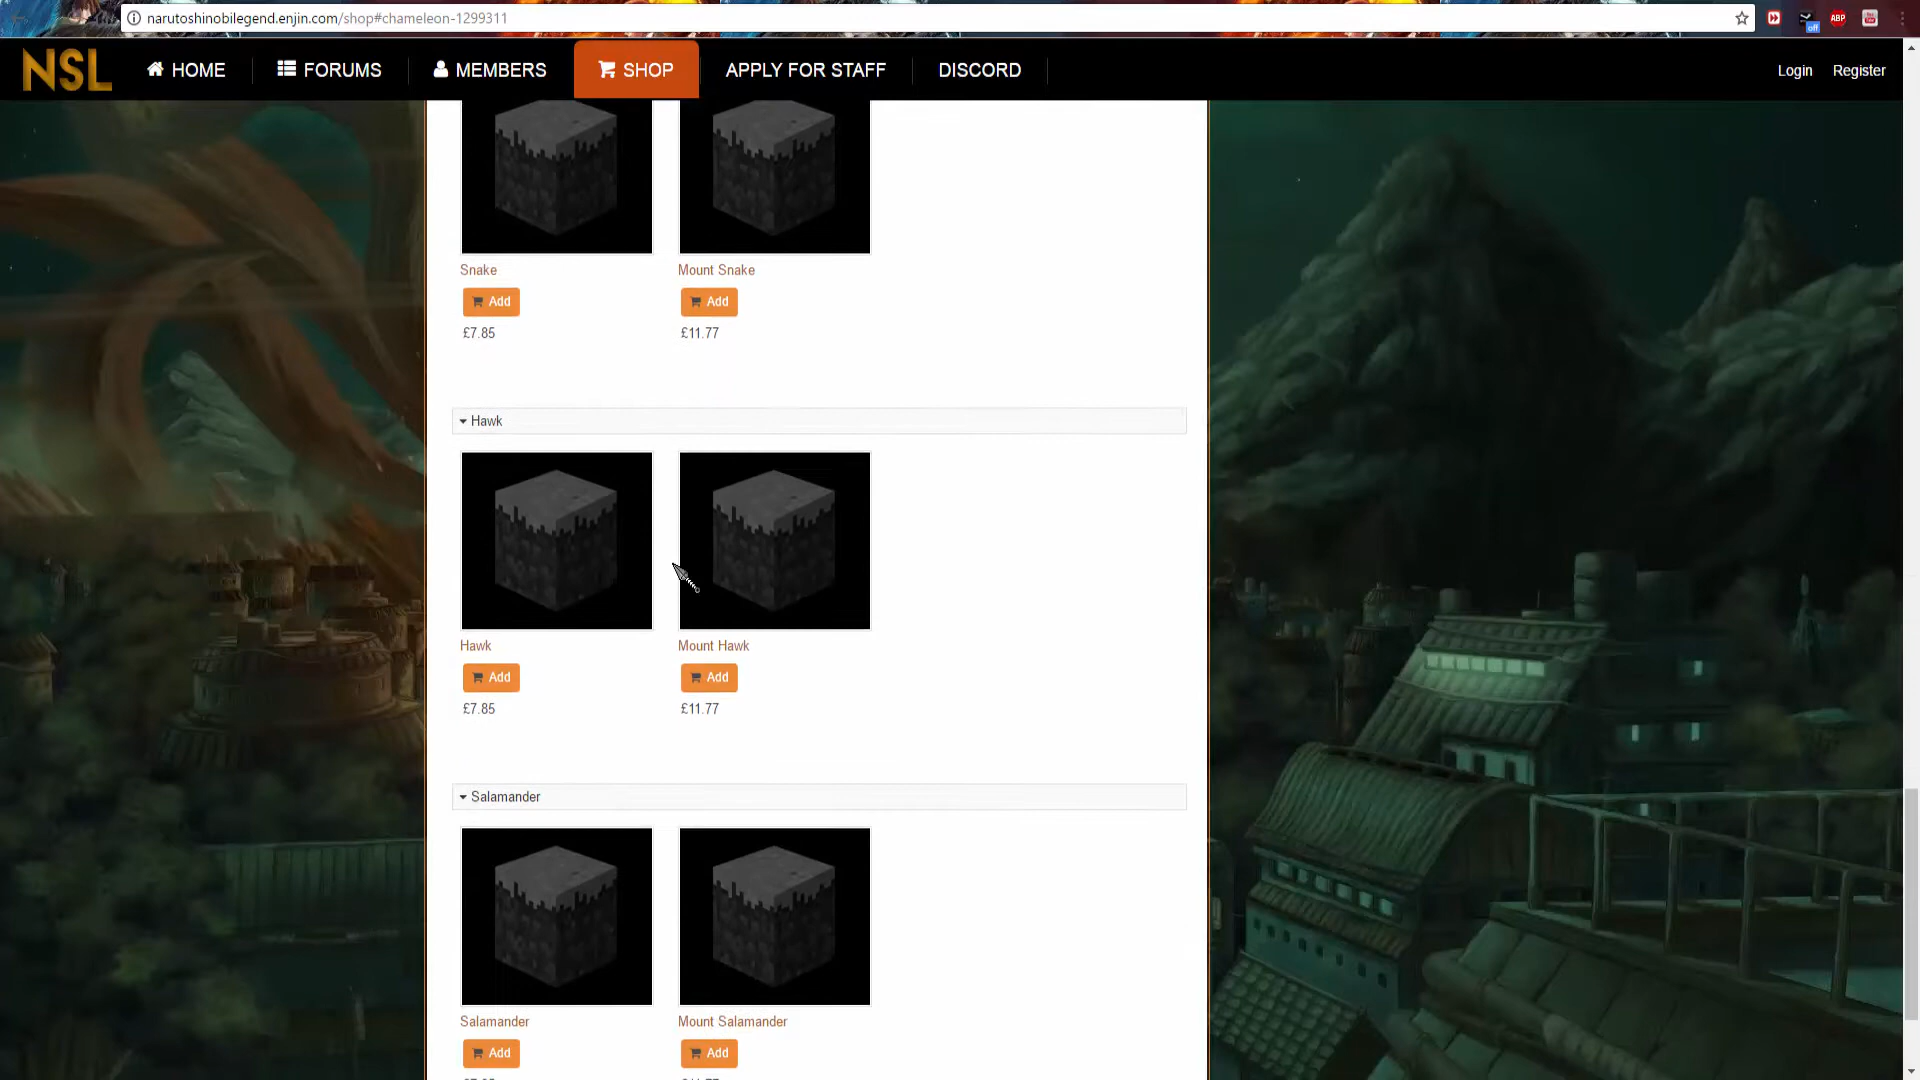 narutoshinobilegend.enjin.com/shop#chameleon-1299311
off
ABP
NSL HOME FORUMS MEMBERS SHOP APPLY FOR STAFF DISCORD Login Register
Snake Mount Snake
Add Add
£7.85 £11.77
Hawk
Hawk Mount Hawk
Add Add
£7.85 £11.77
Salamander
Salamander Mount Salamander
Add Add